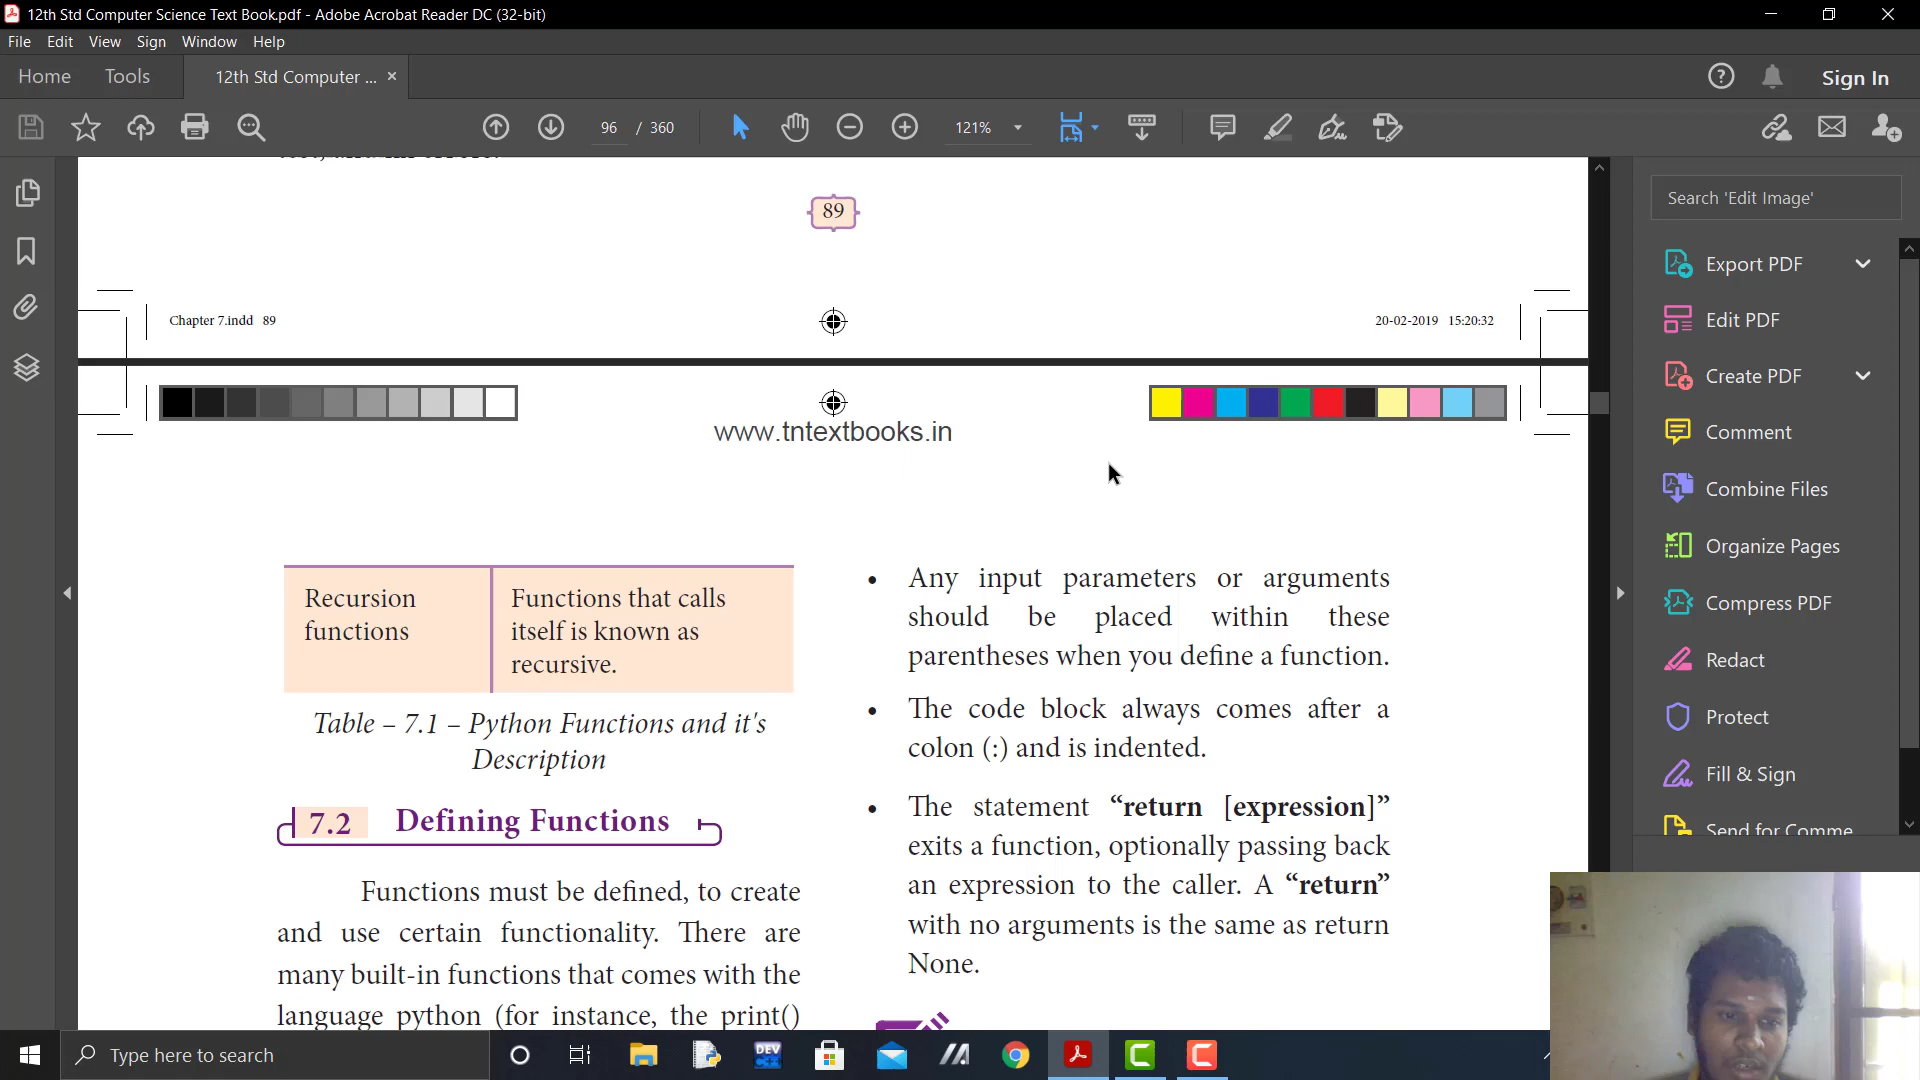 12th Std Computer Science Text Book.pdf - Adobe Acrobat Reader DC (32-bit)
File Edit View Sign Window Help
Home Tools 12th Std Computer ... ×
Sign In
96 / 360 121%
Search 'Edit Image'
89
Export PDF
Edit PDF
Create PDF
Comment
Combine Files
Organize Pages
Compress PDF
Redact
Protect
Fill & Sign
Send for Comme
Chapter 7.indd 89
20-02-2019 15:20:32
www.tntextbooks.in
Recursion
functions
Functions that calls
itself is known as
recursive.
Table – 7.1 – Python Functions and it's
Description
7.2 Defining Functions
Functions must be defined, to create
and use certain functionality. There are
many built-in functions that comes with the
language python (for instance, the print()
• Any input parameters or arguments
should be placed within these
parentheses when you define a function.
• The code block always comes after a
colon (:) and is indented.
• The statement “return [expression]”
exits a function, optionally passing back
an expression to the caller. A “return”
with no arguments is the same as return
None.
Type here to search
DEV
C++